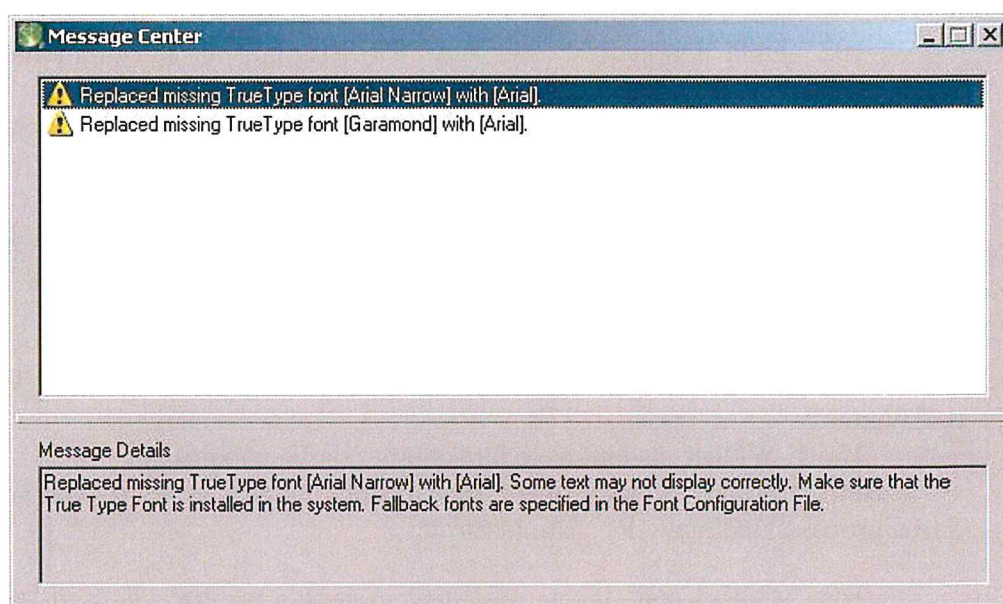 Message Center
Replaced missing TrueType font [Arial Narrow] with [Arial].
Replaced missing TrueType font [Garamond] with [Arial].
Message Details
Replaced missing TrueType font [Arial Narrow] with [Arial]. Some text may not display correctly. Make sure that the
True Type Font is installed in the system. Fallback fonts are specified in the Font Configuration File.